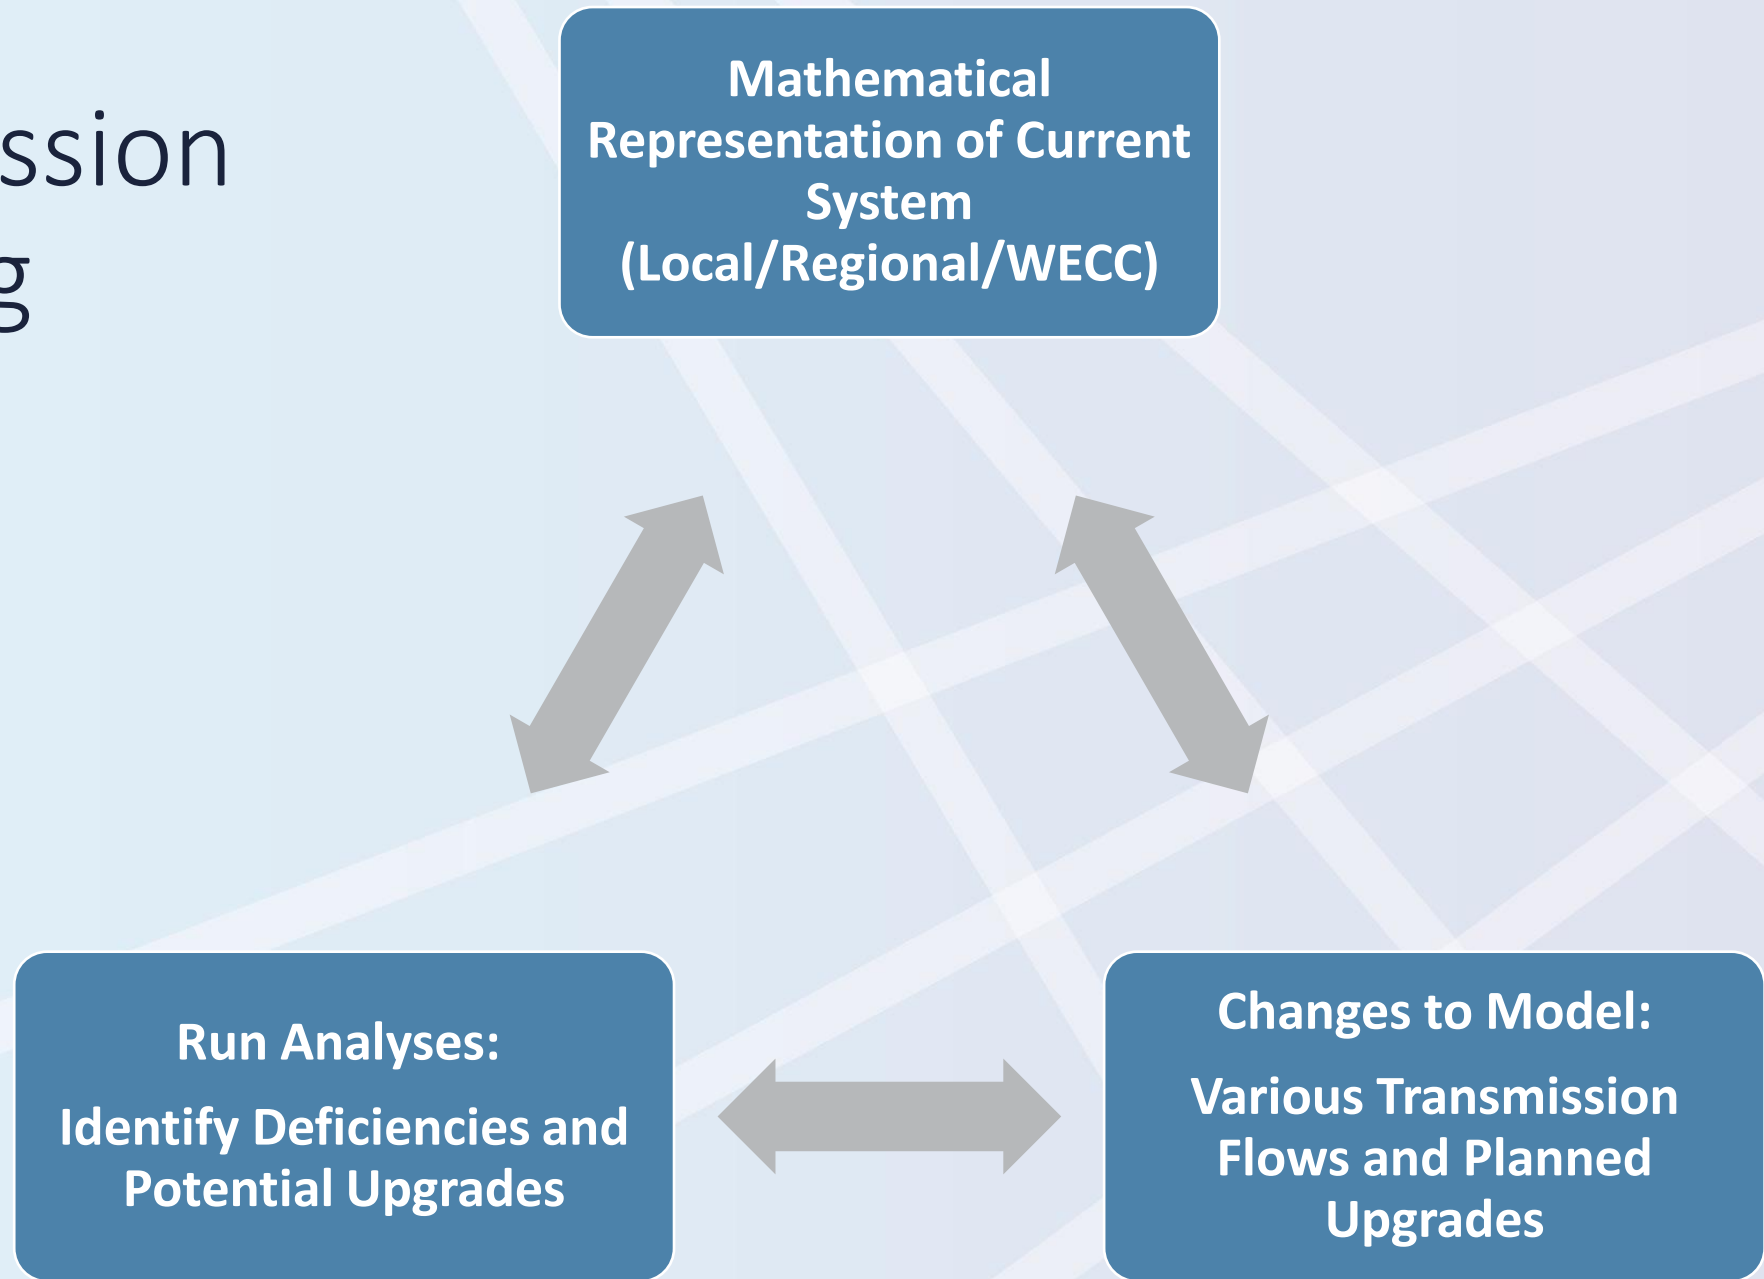 ssion
g
Mathematical
Representation of Current
System
(Local/Regional/WECC)
Run Analyses:
Identify Deficiencies and
Potential Upgrades
Changes to Model:
Various Transmission
Flows and Planned
Upgrades